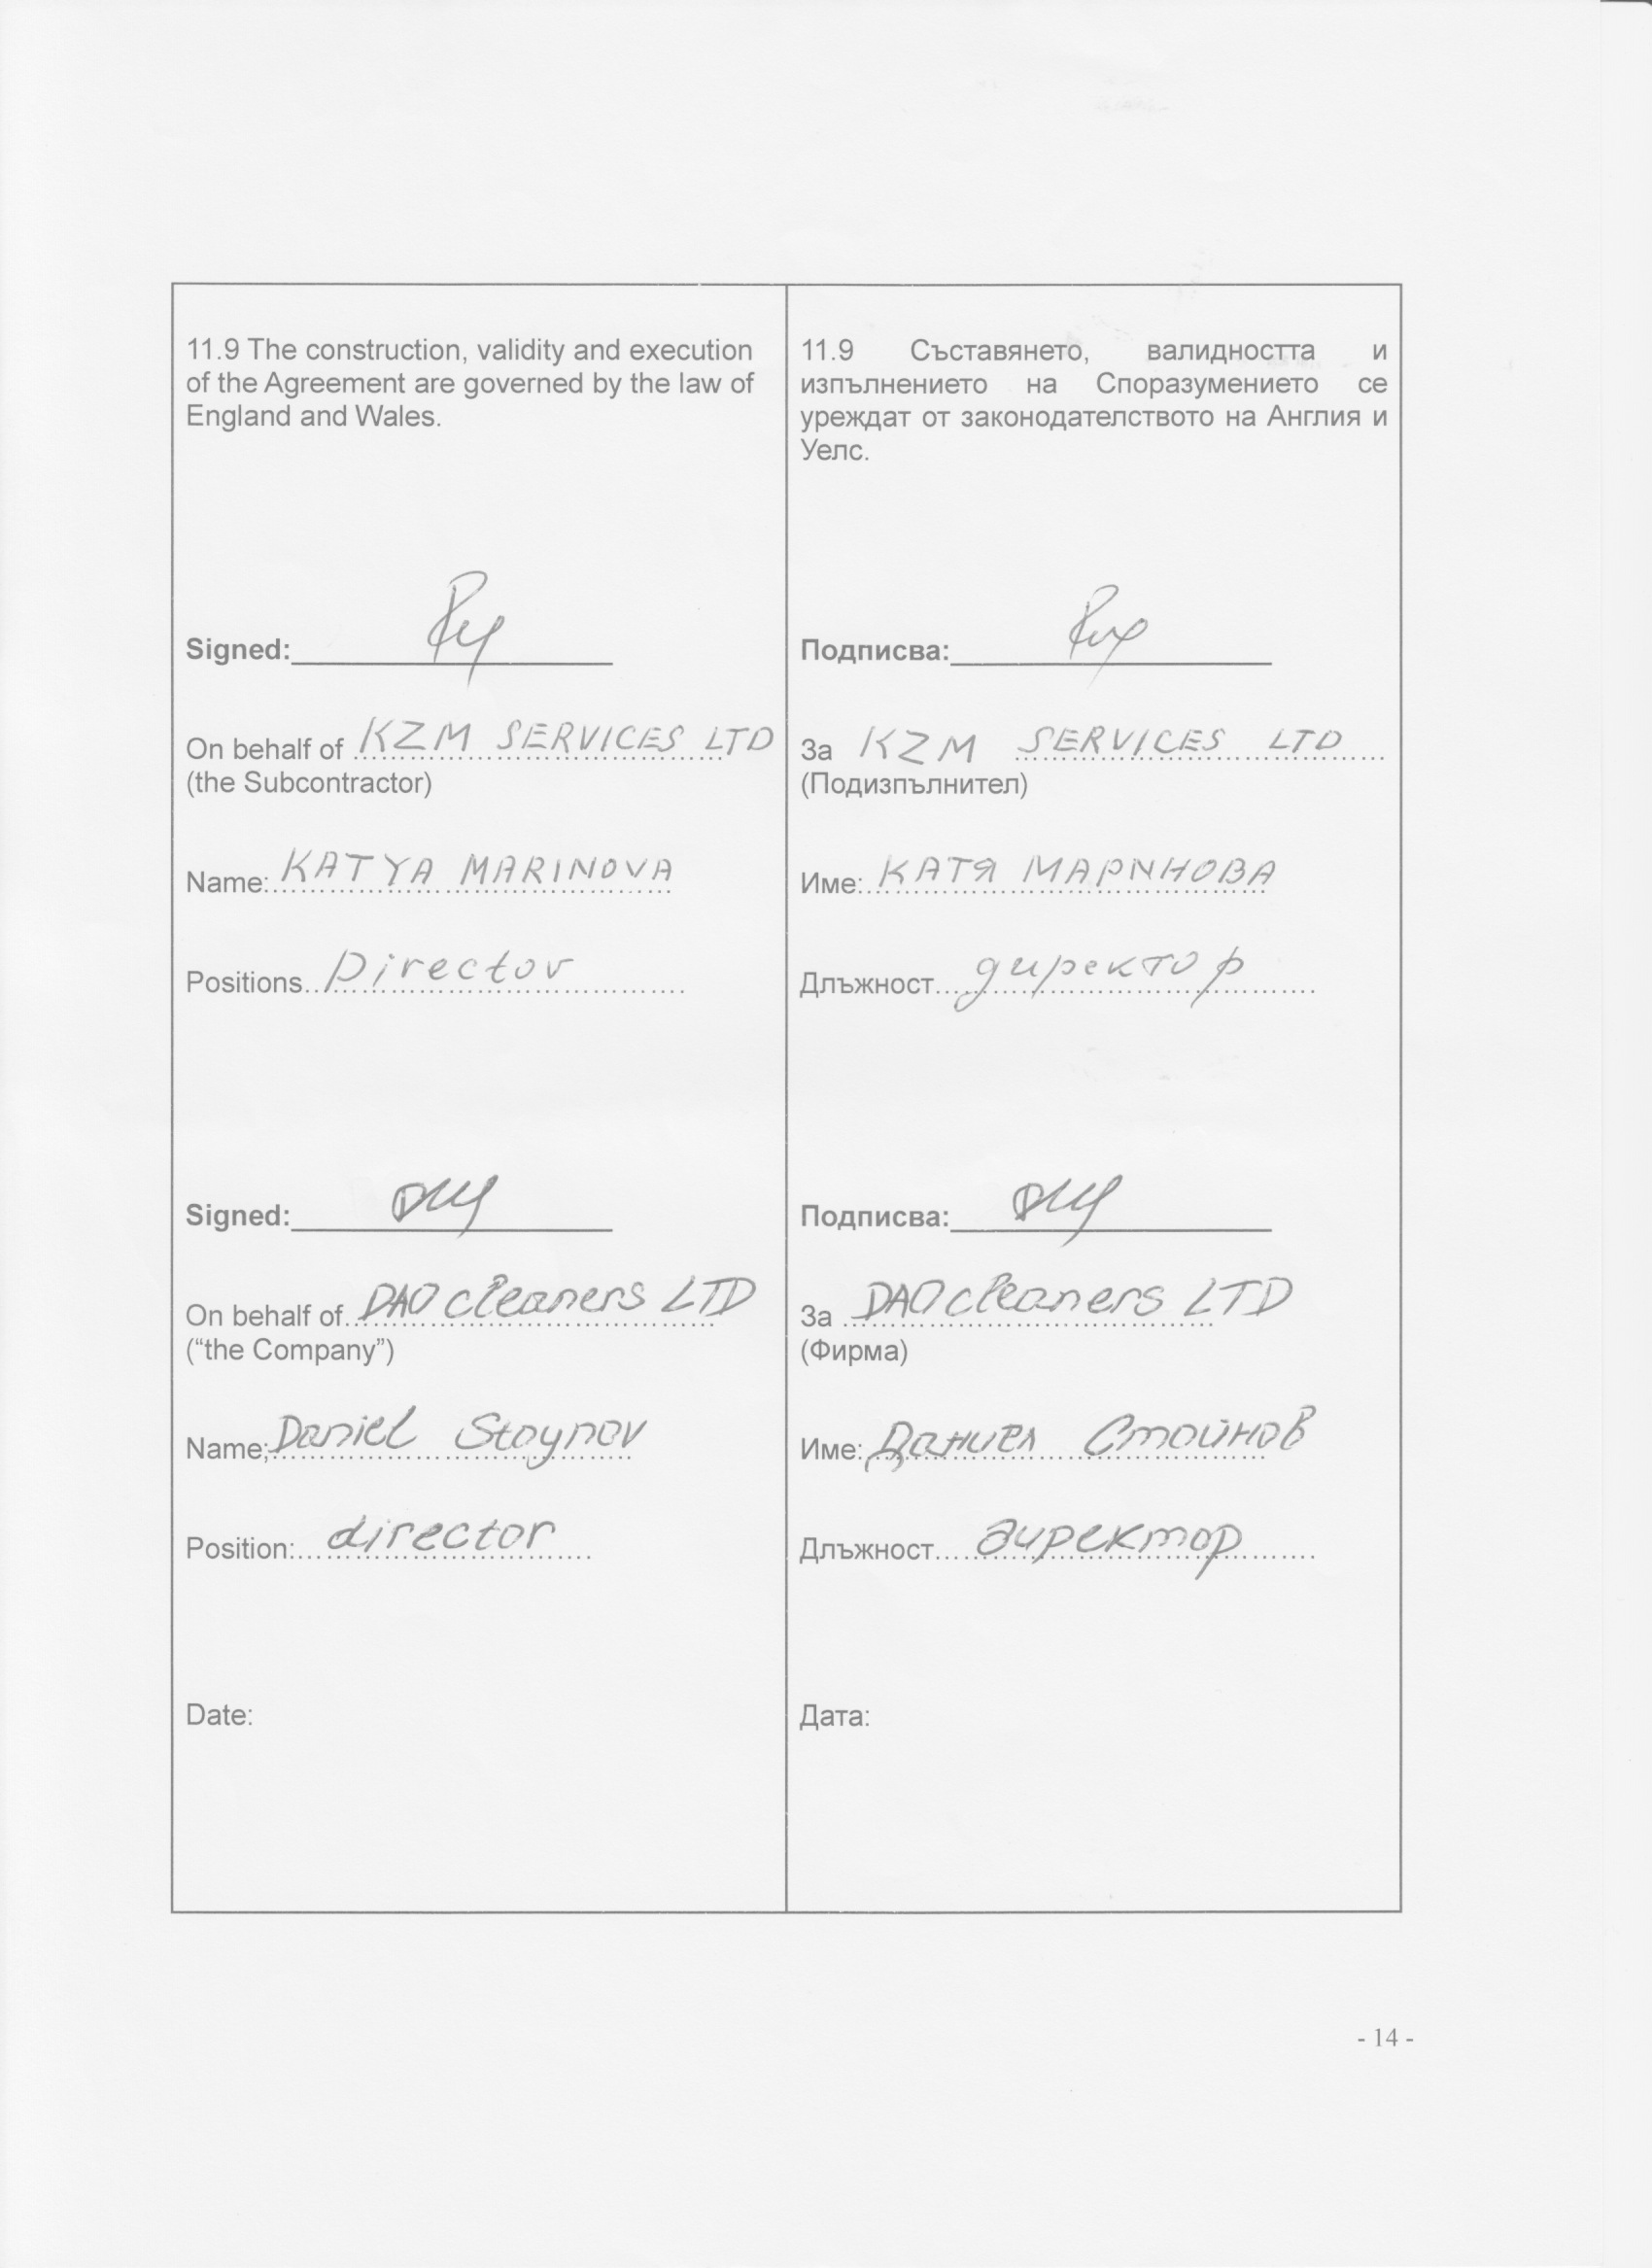 11.9 The construction, validity and execution
of the Agreement are governed by the law of
England and Wales.
Signed:
On behalf of KZM SERVICES LTD
(the Subcontractor)
Name: KATYA MARINOVA
Positions Director
Signed:
On behalf of DAO cleaners LTD
(“the Company”)
Name; Daniel Stoynov
Position: director
Date:
11.9 Съставянето, валидността и
изпълнението на Споразумението се
уреждат от законодателството на Англия и
Уелс.
Подписва:
За KZM SERVICES LTD
(Подизпълнител)
Име: КАТЯ МАРИНОВА
Длъжност директор
Подписва:
За DAO cleaners LTD
(Фирма)
Име: Даниел Стойнов
Длъжност директор
Дата:
- 14 -